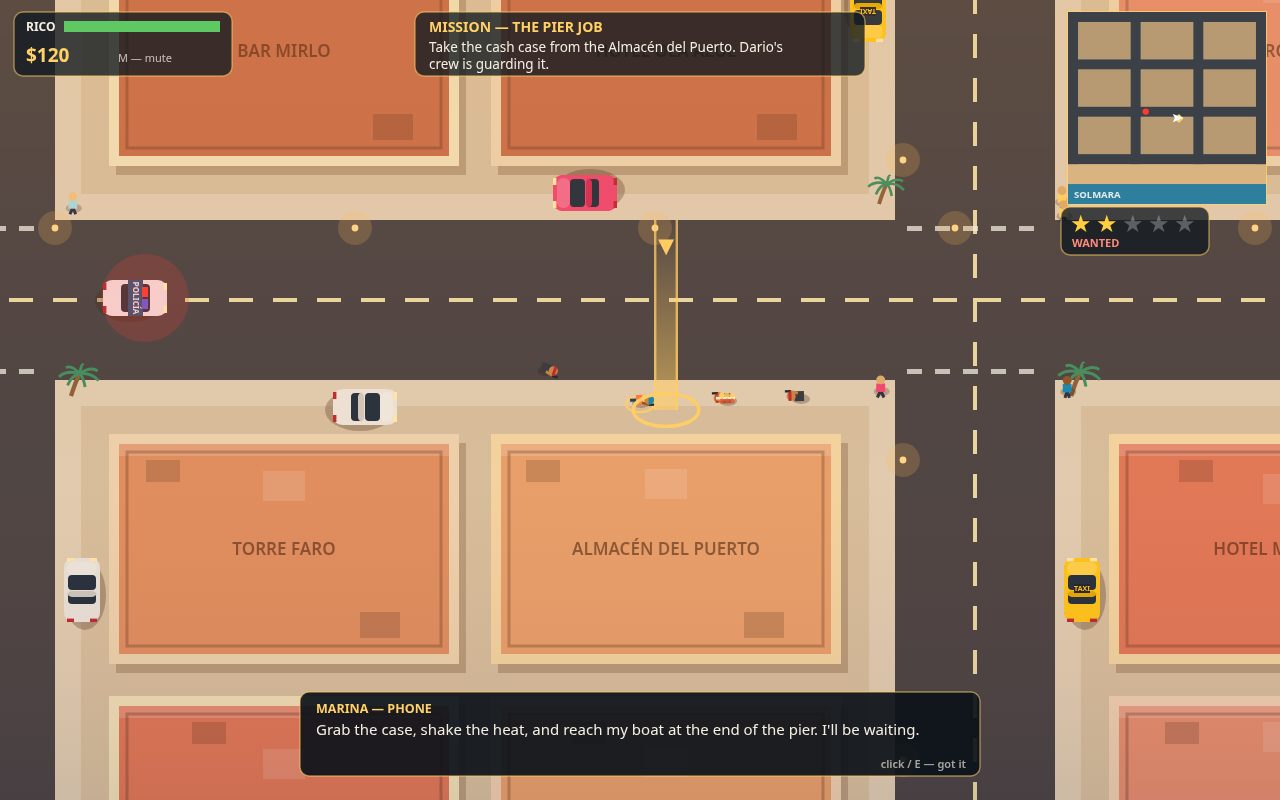 RICO
$120
M — mute
BAR MIRLO
MISSION — THE PIER JOB
Take the cash case from the Almacén del Puerto. Dario's
crew is guarding it.
TAXI
SOLMARA
WANTED
POLICÍA
TORRE FARO
ALMACÉN DEL PUERTO
HOTEL M
TAXI
MARINA — PHONE
Grab the case, shake the heat, and reach my boat at the end of the pier. I'll be waiting.
click / E — got it